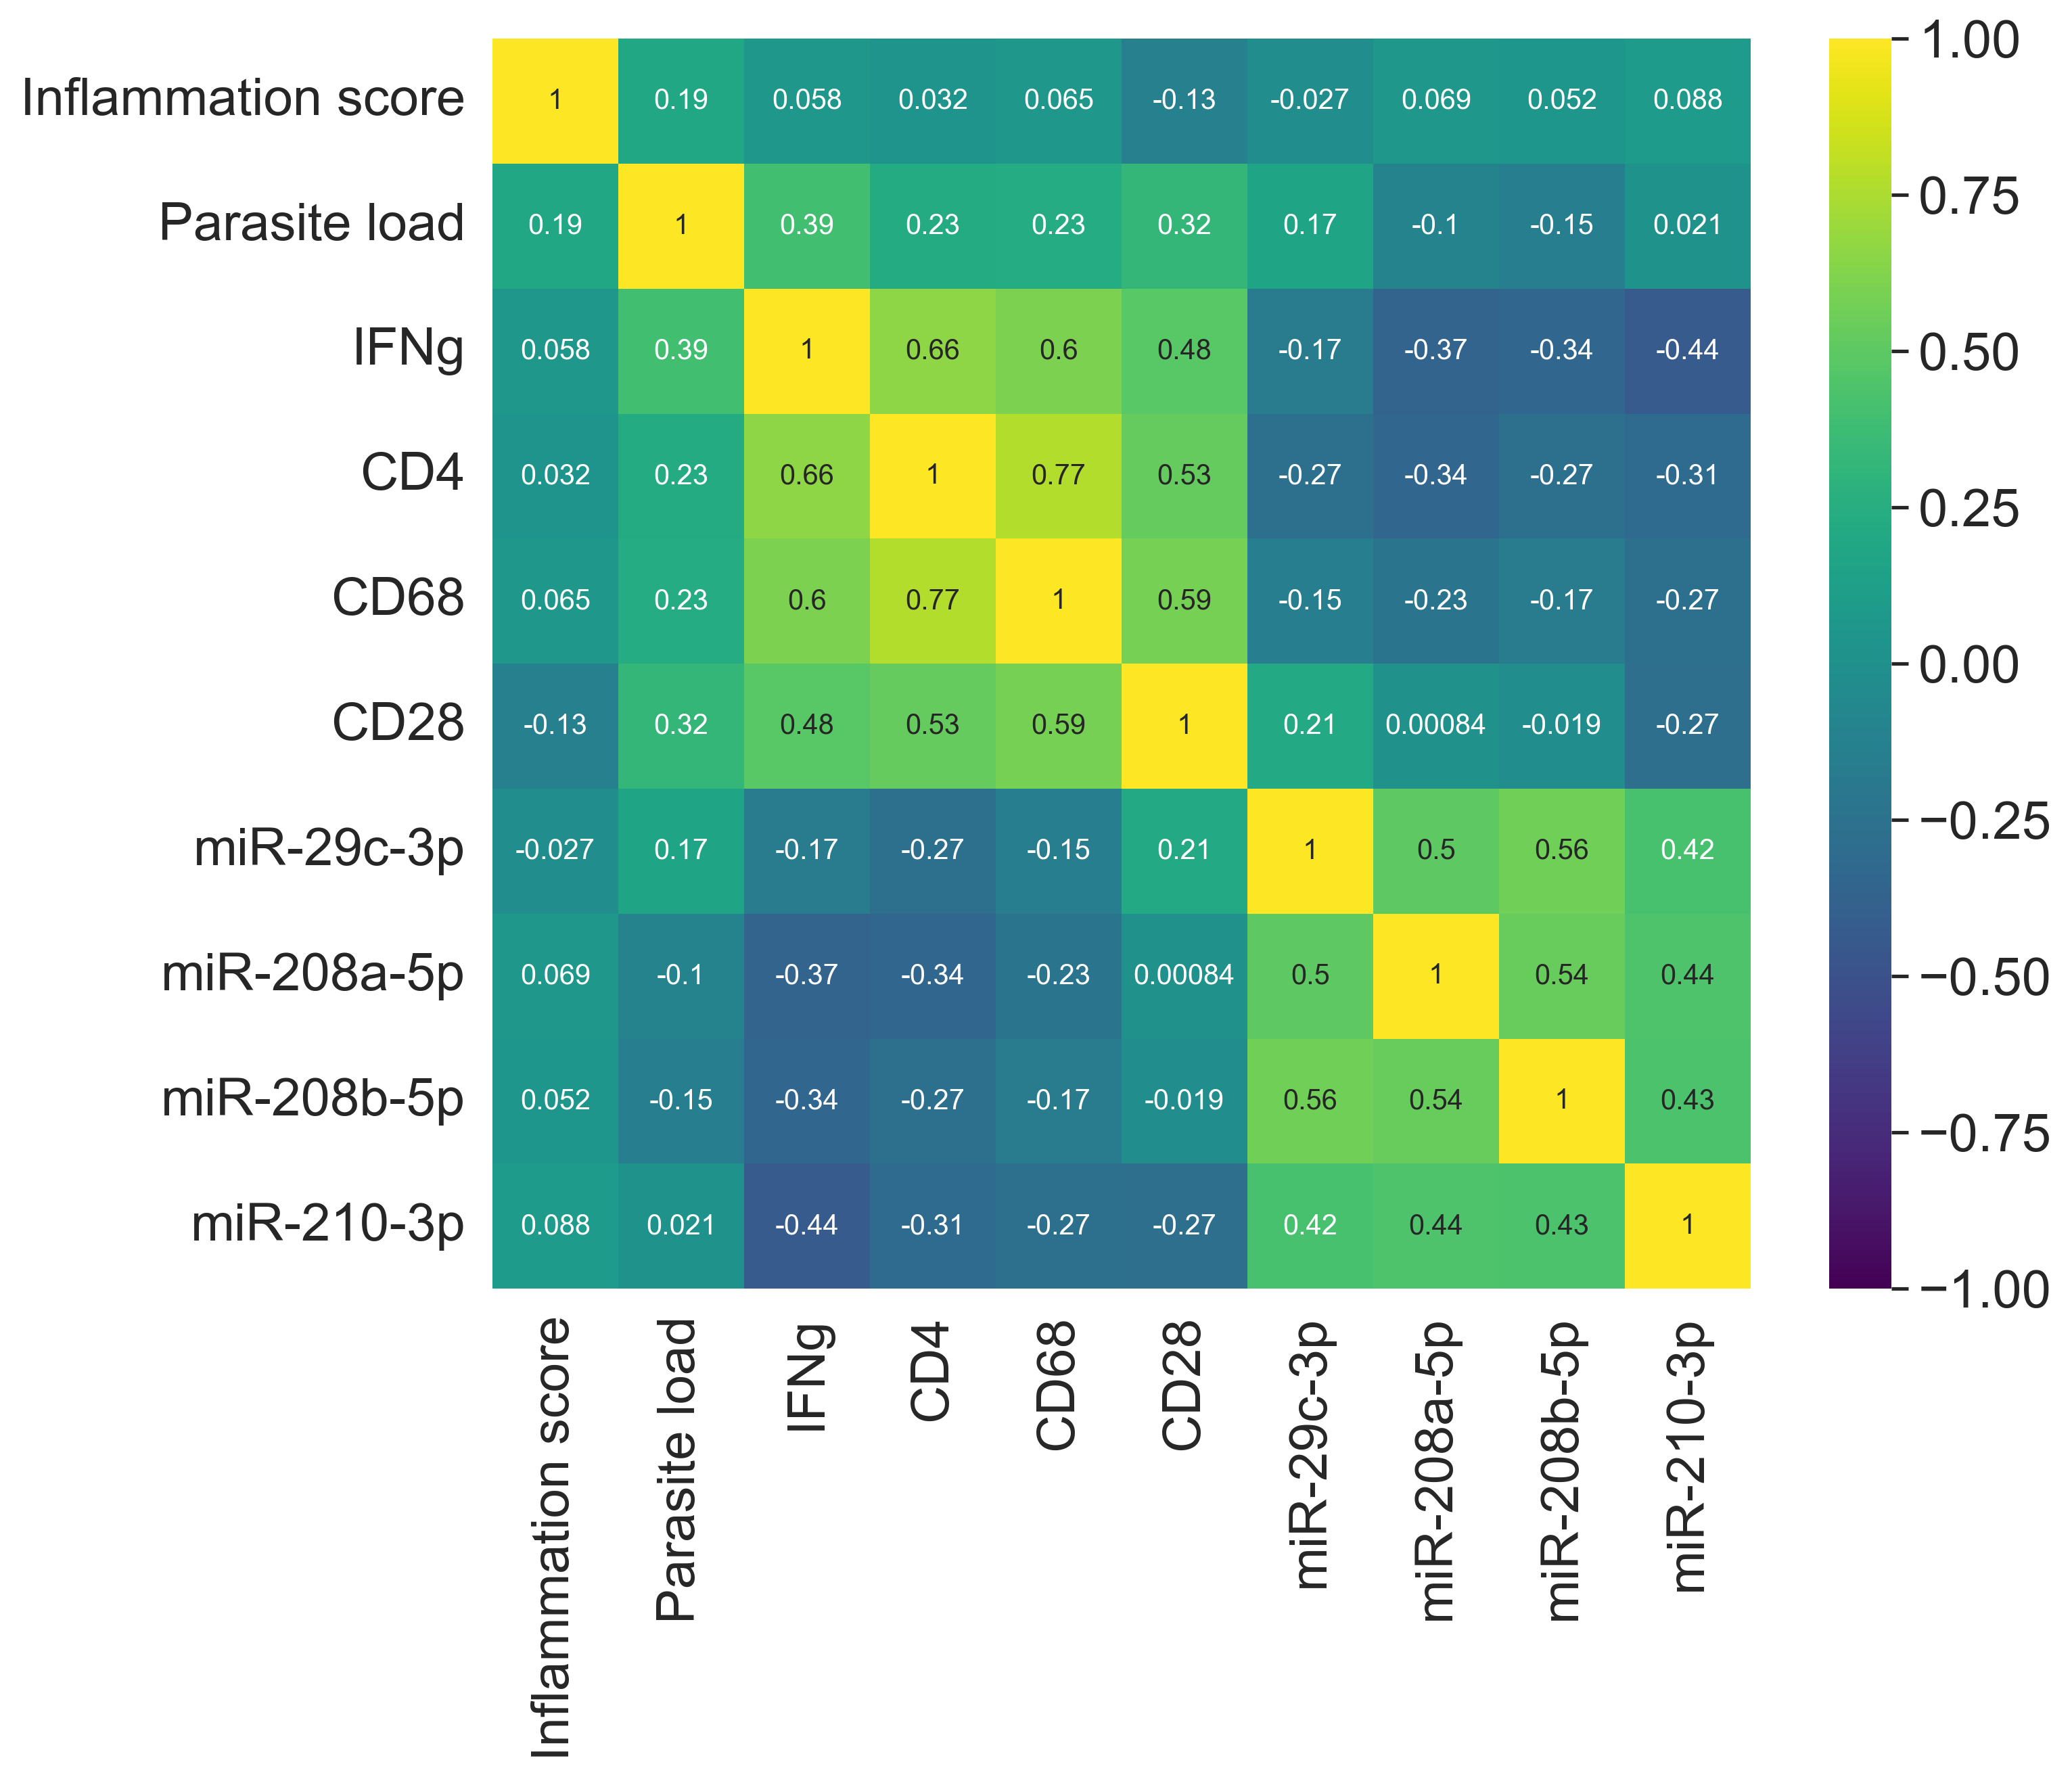 Inflammation score 1 0.19 0.058 0.032 0.065 -0.13 -0.027 0.069 0.052 0.088
Parasite load 0.19 1 0.39 0.23 0.23 0.32 0.17 -0.1 -0.15 0.021
IFNg 0.058 0.39 1 0.66 0.6 0.48 -0.17 -0.37 -0.34 -0.44
CD4 0.032 0.23 0.66 1 0.77 0.53 -0.27 -0.34 -0.27 -0.31
CD68 0.065 0.23 0.6 0.77 1 0.59 -0.15 -0.23 -0.17 -0.27
CD28 -0.13 0.32 0.48 0.53 0.59 1 0.21 0.00084 -0.019 -0.27
miR-29c-3p -0.027 0.17 -0.17 -0.27 -0.15 0.21 1 0.5 0.56 0.42
miR-208a-5p 0.069 -0.1 -0.37 -0.34 -0.23 0.00084 0.5 1 0.54 0.44
miR-208b-5p 0.052 -0.15 -0.34 -0.27 -0.17 -0.019 0.56 0.54 1 0.43
miR-210-3p 0.088 0.021 -0.44 -0.31 -0.27 -0.27 0.42 0.44 0.43 1
Inflammation score
Parasite load
IFNg
CD4
CD68
CD28
miR-29c-3p
miR-208a-5p
miR-208b-5p
miR-210-3p
1.00
0.75
0.50
0.25
0.00
−0.25
−0.50
−0.75
−1.00